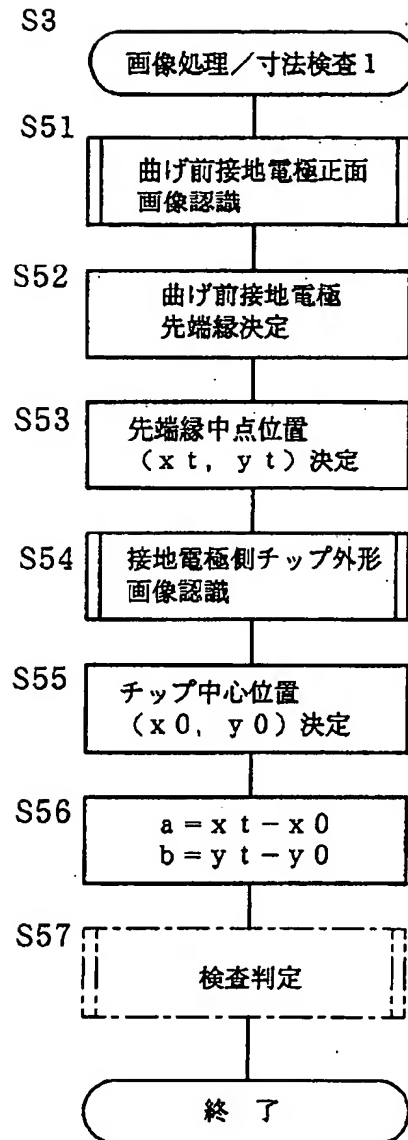 S3
画像処理／寸法検査1
S51
曲げ前接地電極正面
画像認識
S52
曲げ前接地電極
先端縁決定
S53
先端縁中点位置
（xt，yt）決定
S54
接地電極側チップ外形
画像認識
S55
チップ中心位置
（x0，y0）決定
S56
a＝xt－x0
b＝yt－y0
S57
検査判定
終 了